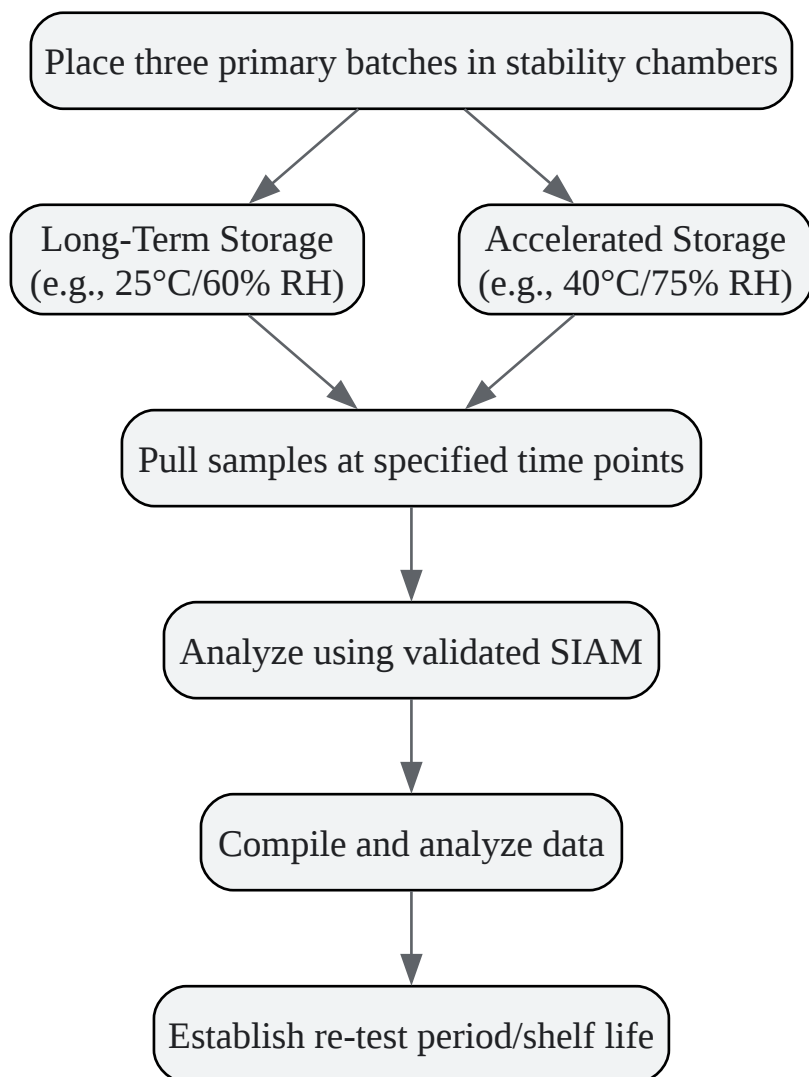 Place three primary batches in stability chambers
Long-Term Storage
(e.g., 25°C/60% RH)
Accelerated Storage
(e.g., 40°C/75% RH)
Pull samples at specified time points
Analyze using validated SIAM
Compile and analyze data
Establish re-test period/shelf life